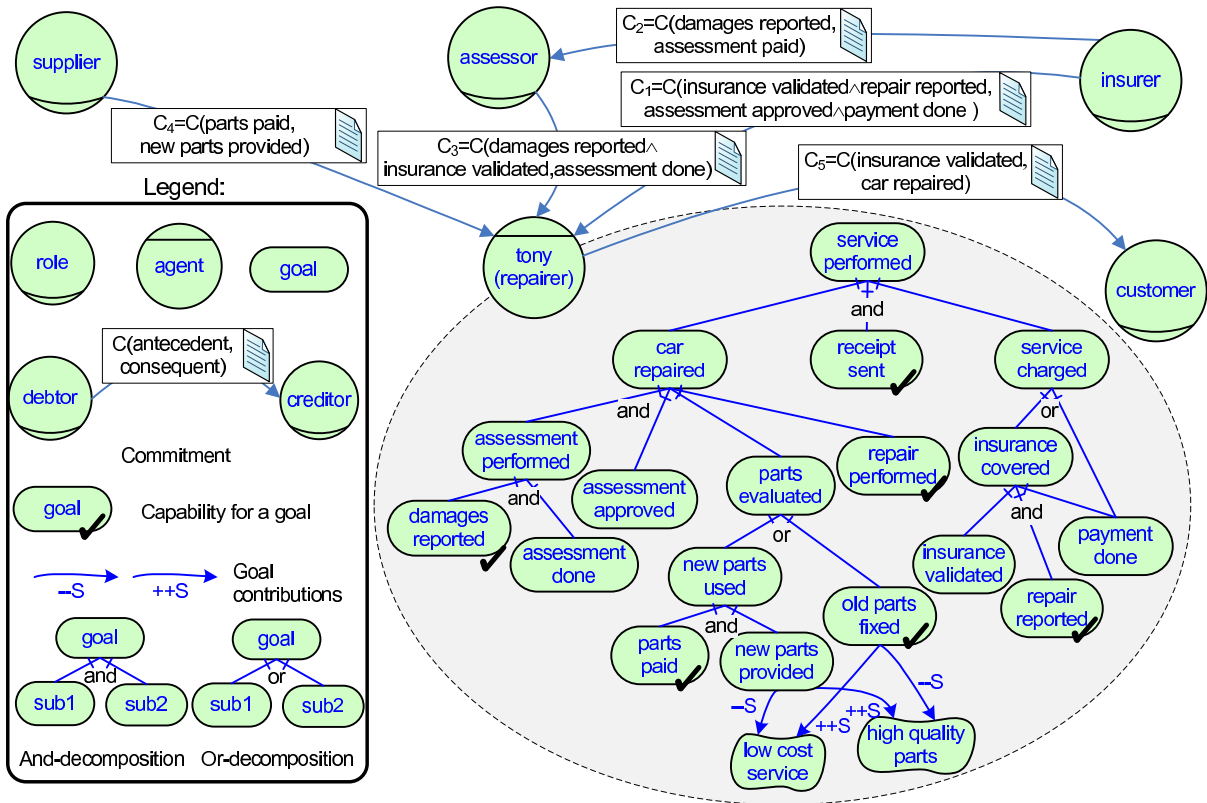 supplier
assessor
insurer
C₂=C(damages reported,
assessment paid)
C₁=C(insurance validated∧repair reported,
assessment approved∧payment done )
C₄=C(parts paid,
new parts provided)
C₃=C(damages reported∧
insurance validated,assessment done)
C₅=C(insurance validated,
car repaired)
tony
(repairer)
customer
Legend:
role
agent
goal
C(antecedent,
consequent)
debtor
creditor
Commitment
goal
Capability for a goal
--S
++S
Goal
contributions
goal
and
sub1
sub2
goal
or
sub1
sub2
And-decomposition
Or-decomposition
service
performed
and
car
repaired
receipt
sent
service
charged
and
or
assessment
performed
assessment
approved
parts
evaluated
repair
performed
insurance
covered
and
damages
reported
assessment
done
or
and
insurance
validated
payment
done
repair
reported
new parts
used
old parts
fixed
and
parts
paid
new parts
provided
--S
++S
++S
--S
low cost
service
high quality
parts